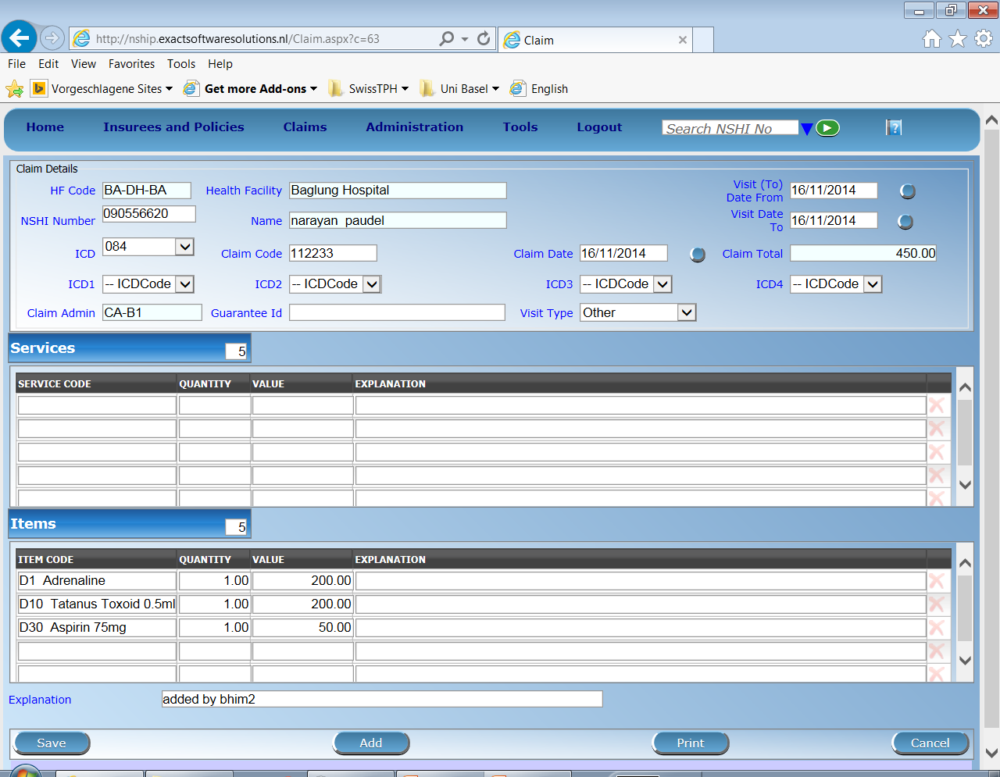 http://nship.exactsoftwaresolutions.nl/Claim.aspx?c=63
Claim
File Edit View Favorites Tools Help
Vorgeschlagene Sites Get more Add-ons SwissTPH Uni Basel English
Home Insurees and Policies Claims Administration Tools Logout Search NSHI No
Claim Details
HF Code BA-DH-BA Health Facility Baglung Hospital Visit (To) Date From 16/11/2014
NSHI Number 090556620 Name narayan paudel Visit Date To 16/11/2014
ICD 084 Claim Code 112233 Claim Date 16/11/2014 Claim Total 450.00
ICD1 -- ICDCode ICD2 -- ICDCode ICD3 -- ICDCode ICD4 -- ICDCode
Claim Admin CA-B1 Guarantee Id Visit Type Other
Services 5
SERVICE CODE QUANTITY VALUE EXPLANATION
Items 5
ITEM CODE QUANTITY VALUE EXPLANATION
D1 Adrenaline 1.00 200.00
D10 Tatanus Toxoid 0.5ml 1.00 200.00
D30 Aspirin 75mg 1.00 50.00
Explanation added by bhim2
Save Add Print Cancel